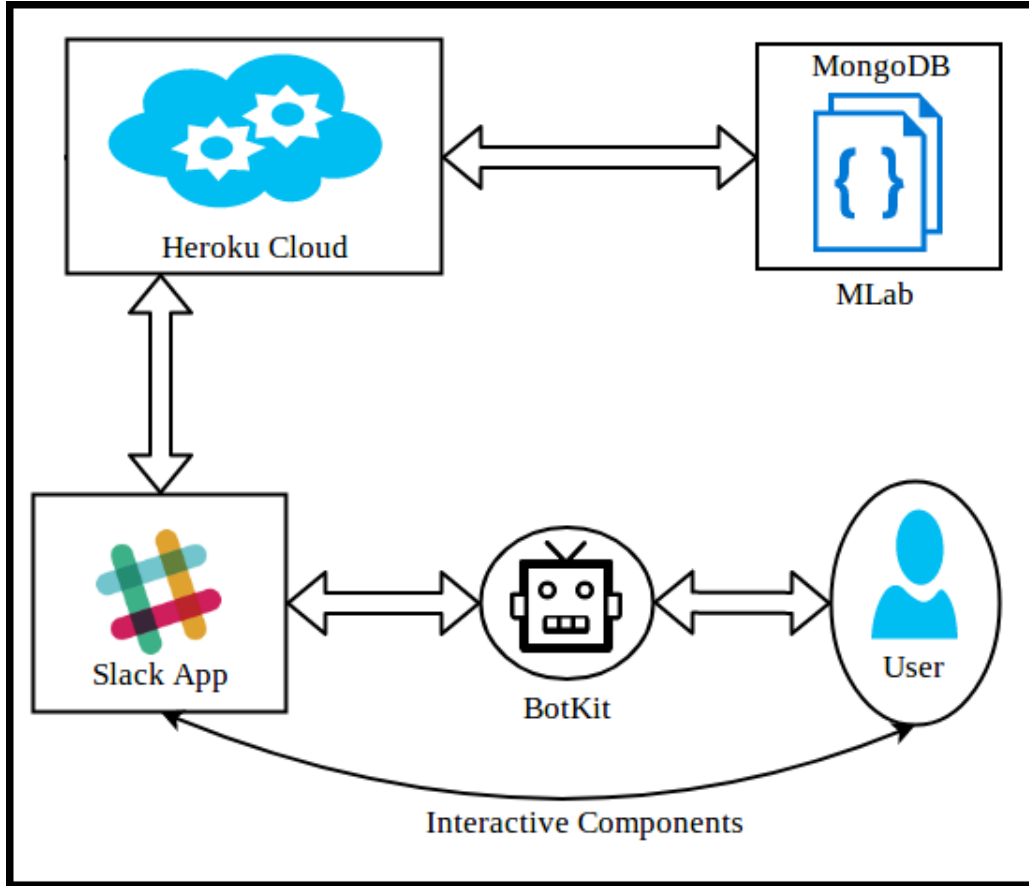 MongoDB
{ }
Heroku Cloud
MLab
Slack App
BotKit
User
Interactive Components